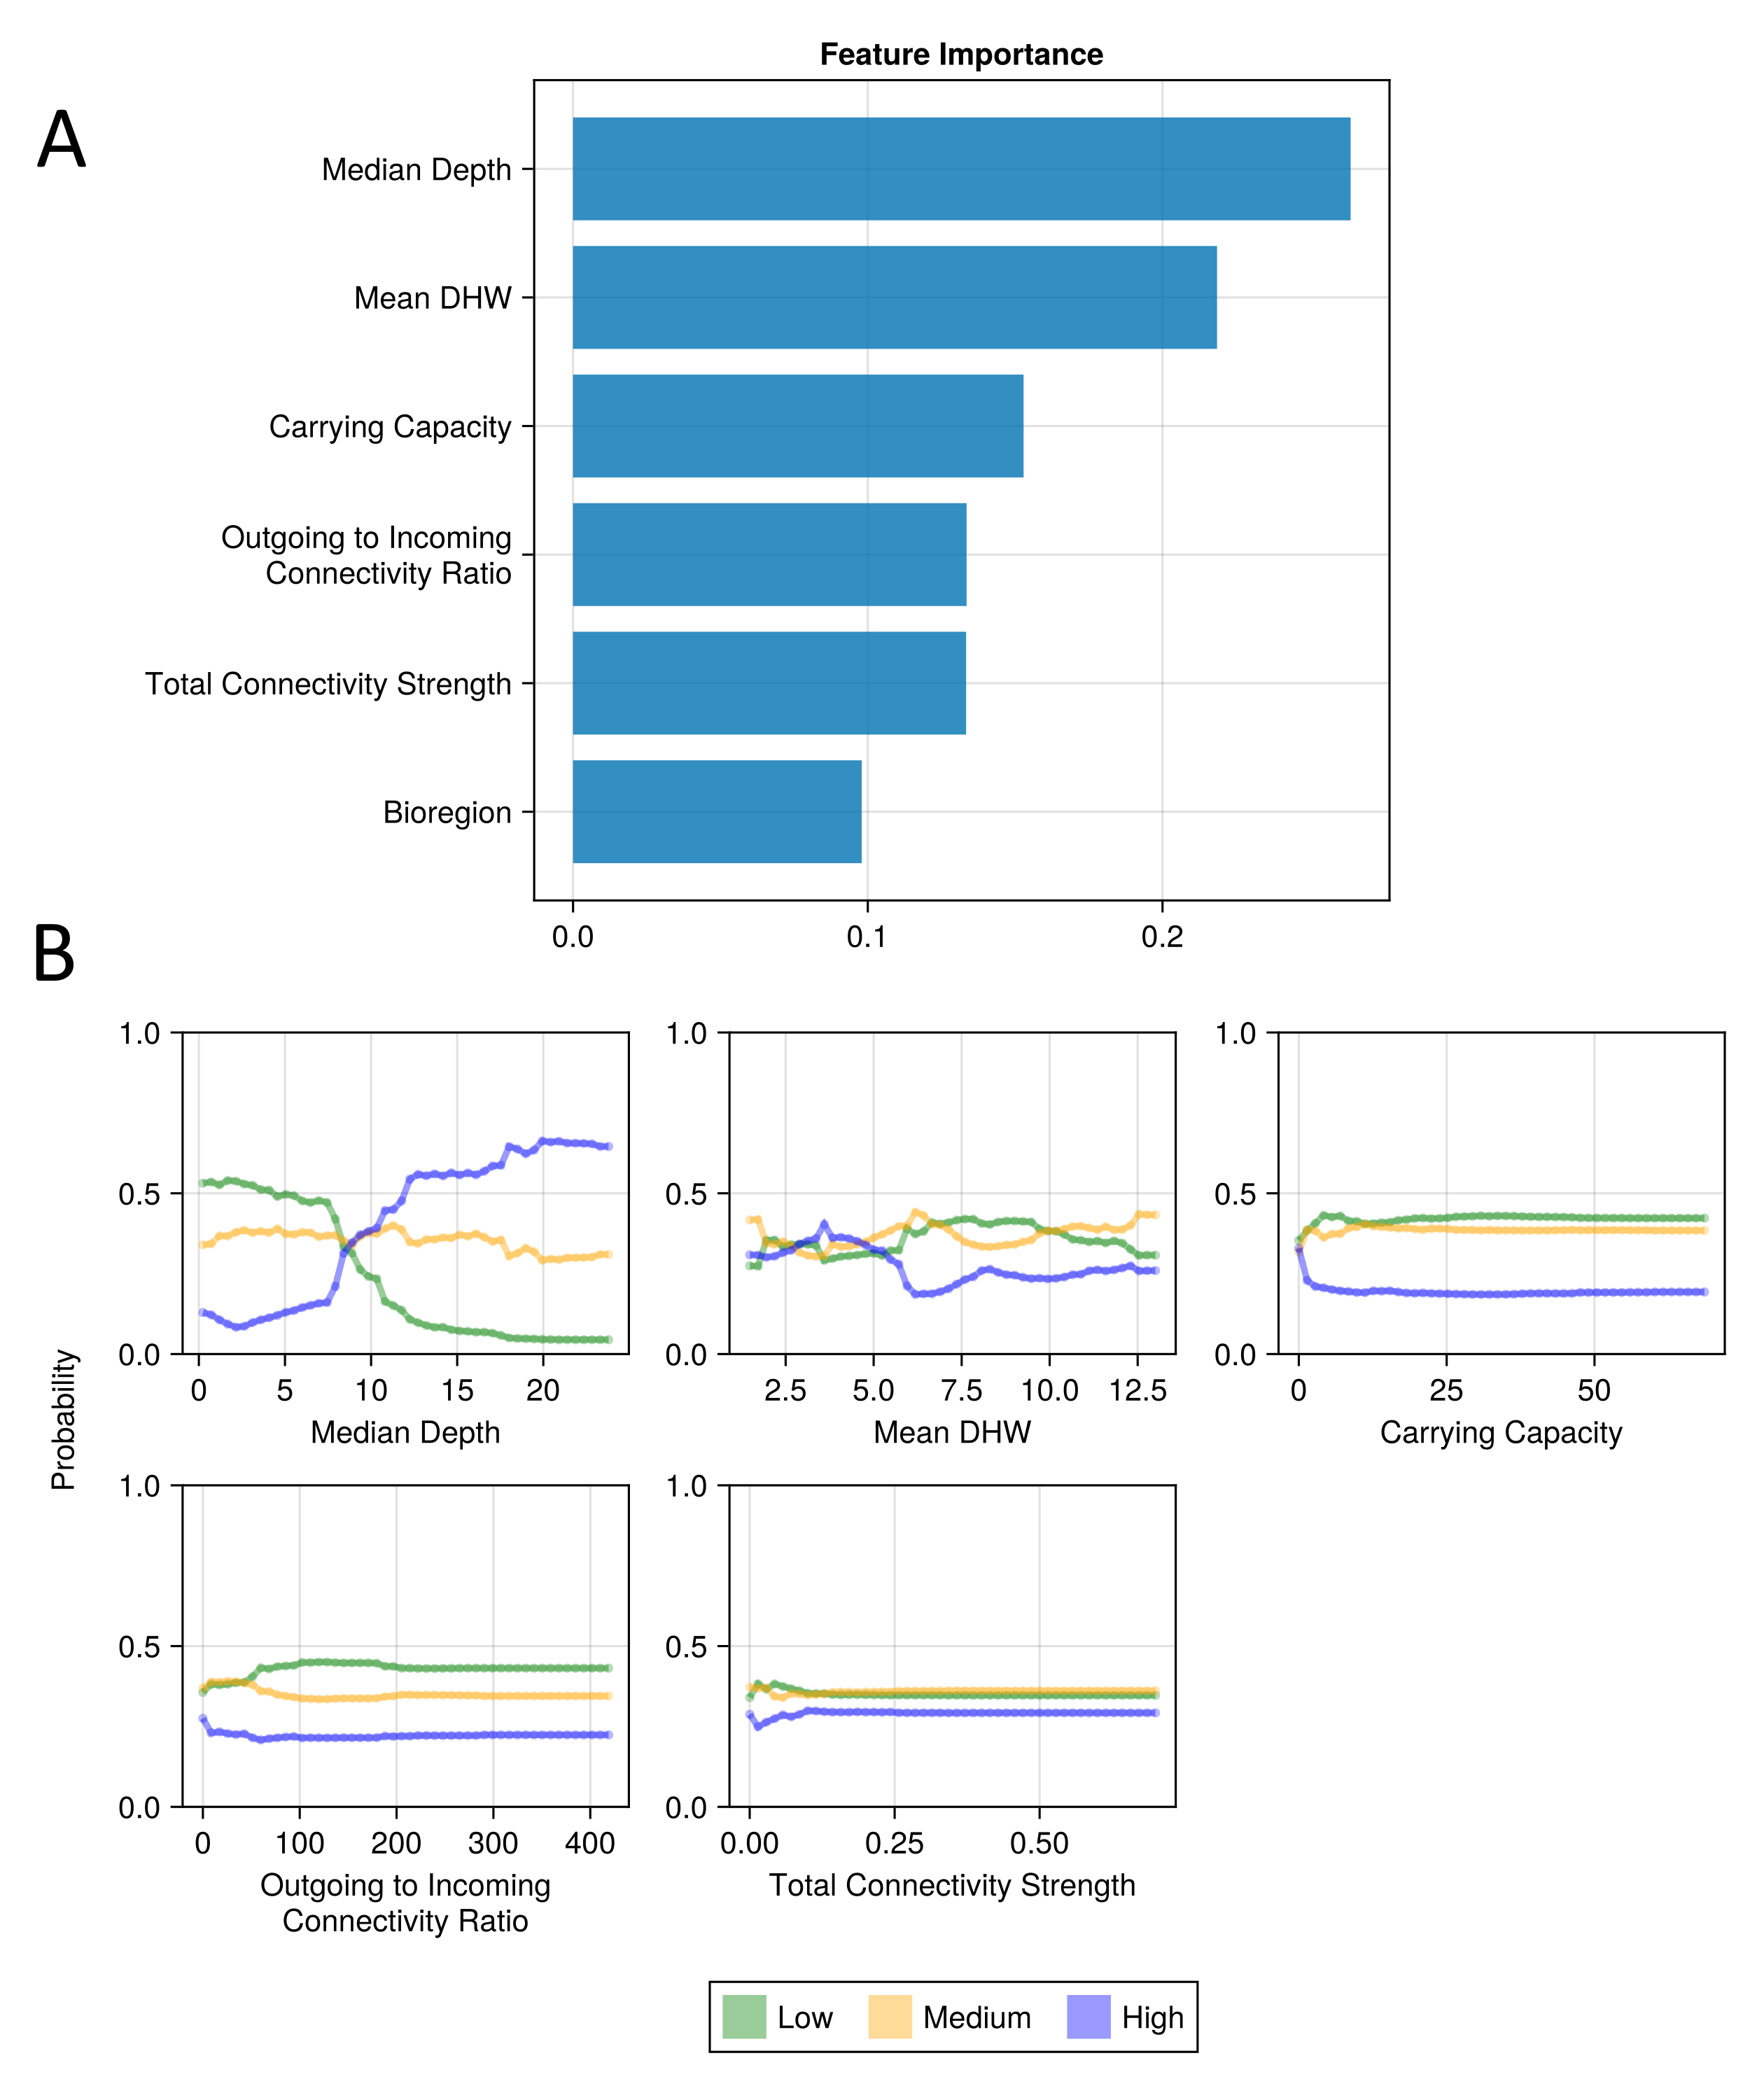 Feature Importance
A
Median Depth
Mean DHW
Carrying Capacity
Outgoing to Incoming
Connectivity Ratio
Total Connectivity Strength
Bioregion
0.0 0.1 0.2
B
Probability
1.0
0.5
0.0
0 5 10 15 20
Median Depth
1.0
0.5
0.0
2.5 5.0 7.5 10.0 12.5
Mean DHW
1.0
0.5
0.0
0 25 50
Carrying Capacity
1.0
0.5
0.0
0 100 200 300 400
Outgoing to Incoming
Connectivity Ratio
1.0
0.5
0.0
0.00 0.25 0.50
Total Connectivity Strength
Low Medium High